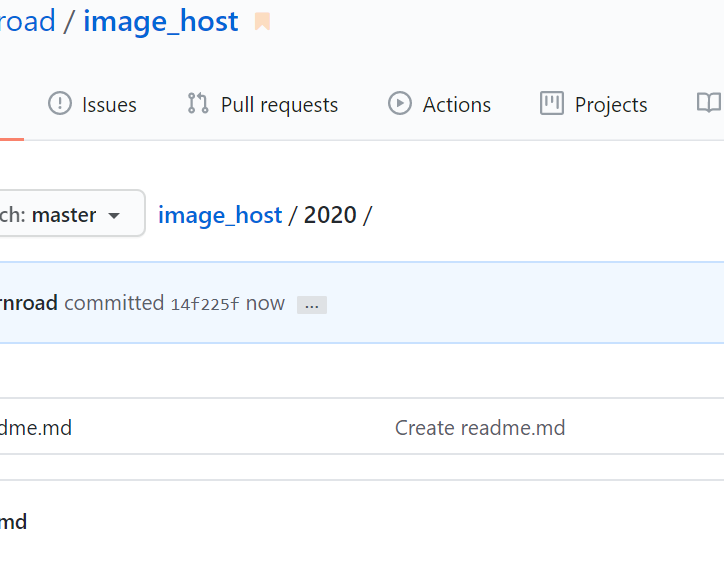 road / image_host
Issues Pull requests Actions Projects
ch: master image_host / 2020 /
rnroad committed 14f225f now ...
dme.md Create readme.md
md